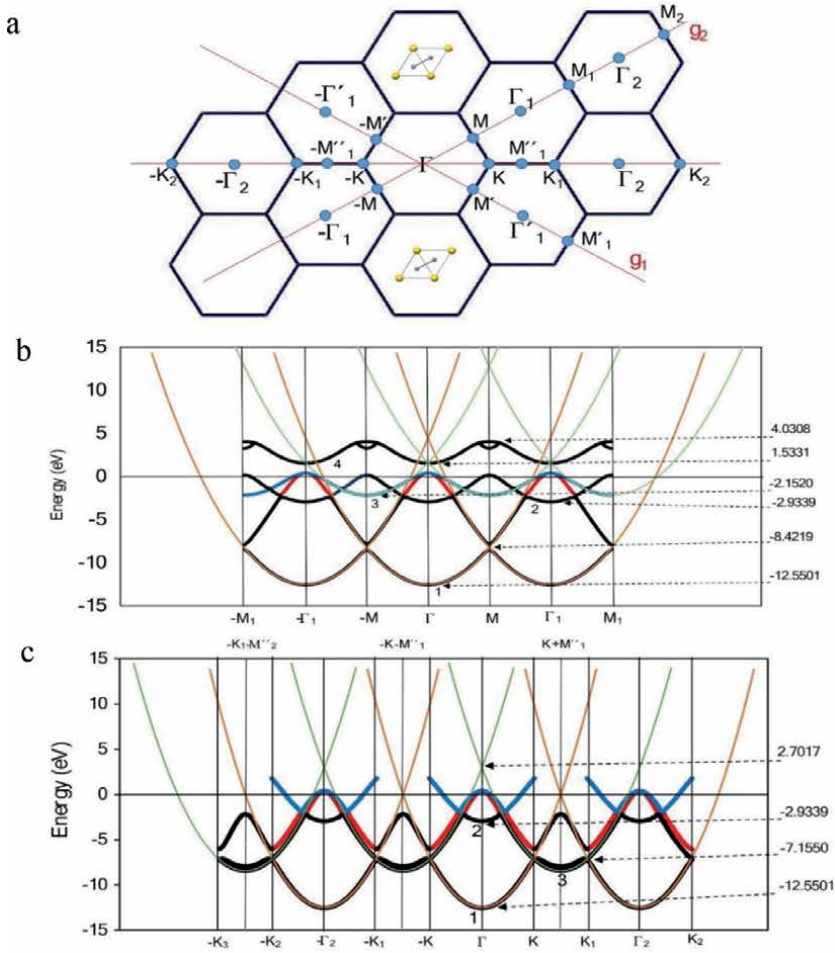 a
M₂
g₂
M₁
Γ₂
-Γ′₁
Γ₁
-M′
M
-M′′₁
Γ
M′′₁
-K₂
-Γ₂
-K₁
-K
K
K₁
Γ₂
K₂
-M
M′
-Γ₁
Γ′₁
M′₁
g₁
b
Energy (eV)
15
10
5
0
-5
-10
-15
4
3
2
1
4.0308
1.5331
-2.1520
-2.9339
-8.4219
-12.5501
-M₁ -Γ₁ -M Γ M Γ₁ M₁
c
-K₁-M′′₂ -K-M′′₁ K+M′′₁
Energy (eV)
15
10
5
0
-5
-10
-15
2
3
1
2.7017
-2.9339
-7.1550
-12.5501
-K₃ -K₂ -Γ₂ -K₁ -K Γ K K₁ Γ₂ K₂